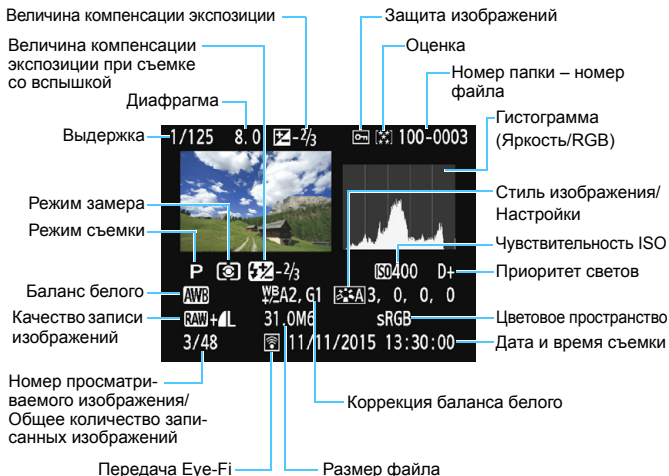 Величина компенсации экспозиции
Защита изображений
Величина компенсации
экспозиции при съемке
со вспышкой
Оценка
Номер папки – номер
файла
Диафрагма
Гистограмма
(Яркость/RGB)
Выдержка
1/125 8.0 -2/3 100-0003
Режим замера
Режим съемки
Стиль изображения/
Настройки
Чувствительность ISO
P -2/3 ISO400 D+
Приоритет светов
Баланс белого
AWB WB A2, G1 A 3, 0, 0, 0
Качество записи
изображений
RAW+L 31.0M6 sRGB
Цветовое пространство
3/48 11/11/2015 13:30:00
Дата и время съемки
Номер просматри-
ваемого изображения/
Общее количество запи-
санных изображений
Коррекция баланса белого
Передача Eye-Fi
Размер файла